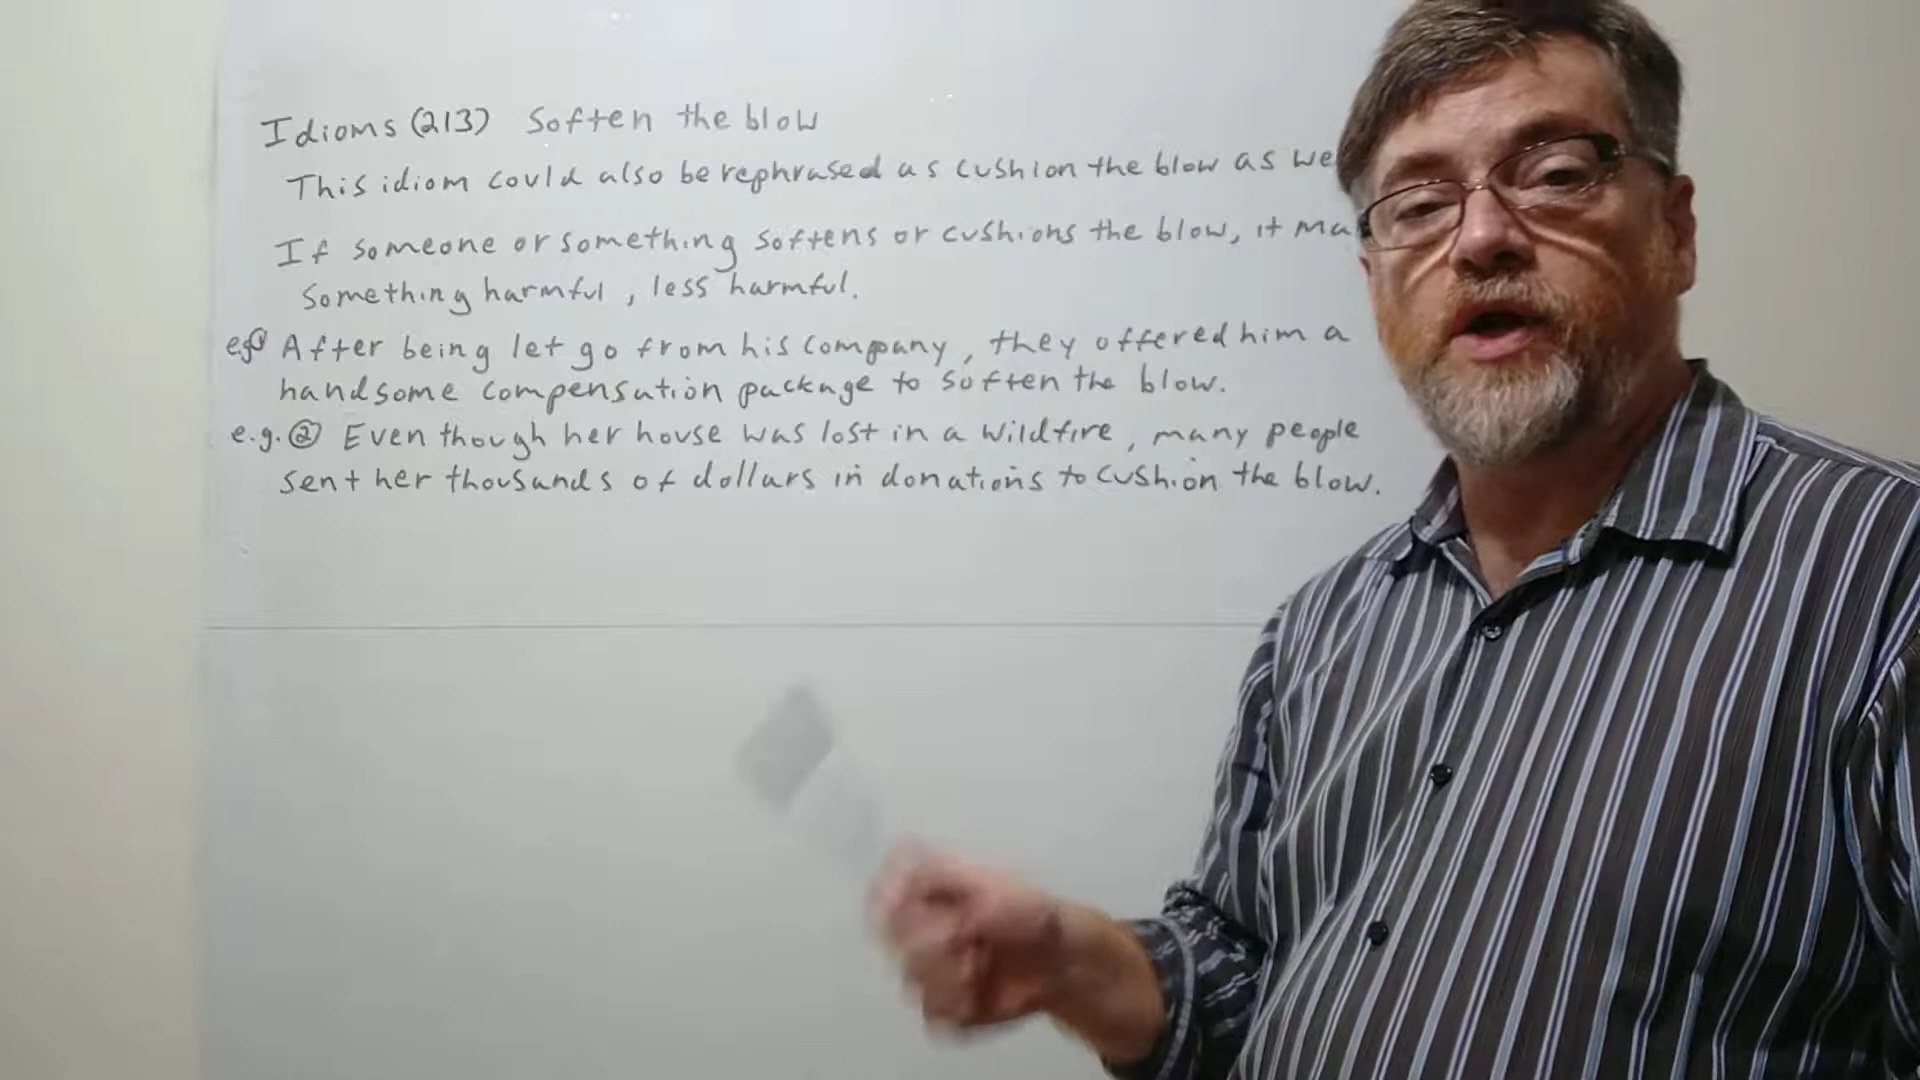 Idioms (213) Soften the blow
This idiom could also be rephrased as cushion the blow as we
If someone or something softens or cushions the blow, it ma
something harmful, less harmful.
e.g. ① After being let go from his company, they offered him a
handsome compensation package to soften the blow.
e.g. ② Even though her house was lost in a wildfire, many people
sent her thousands of dollars in donations to cushion the blow.